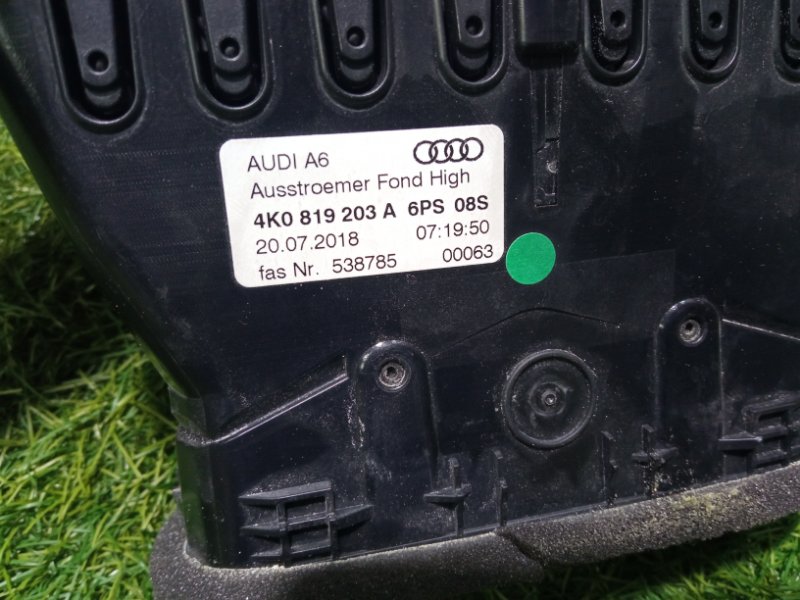 AUDI A6
Ausstroemer Fond High
4K0 819 203 A 6PS 08S
20.07.2018 07:19:50
fas Nr. 538785 00063